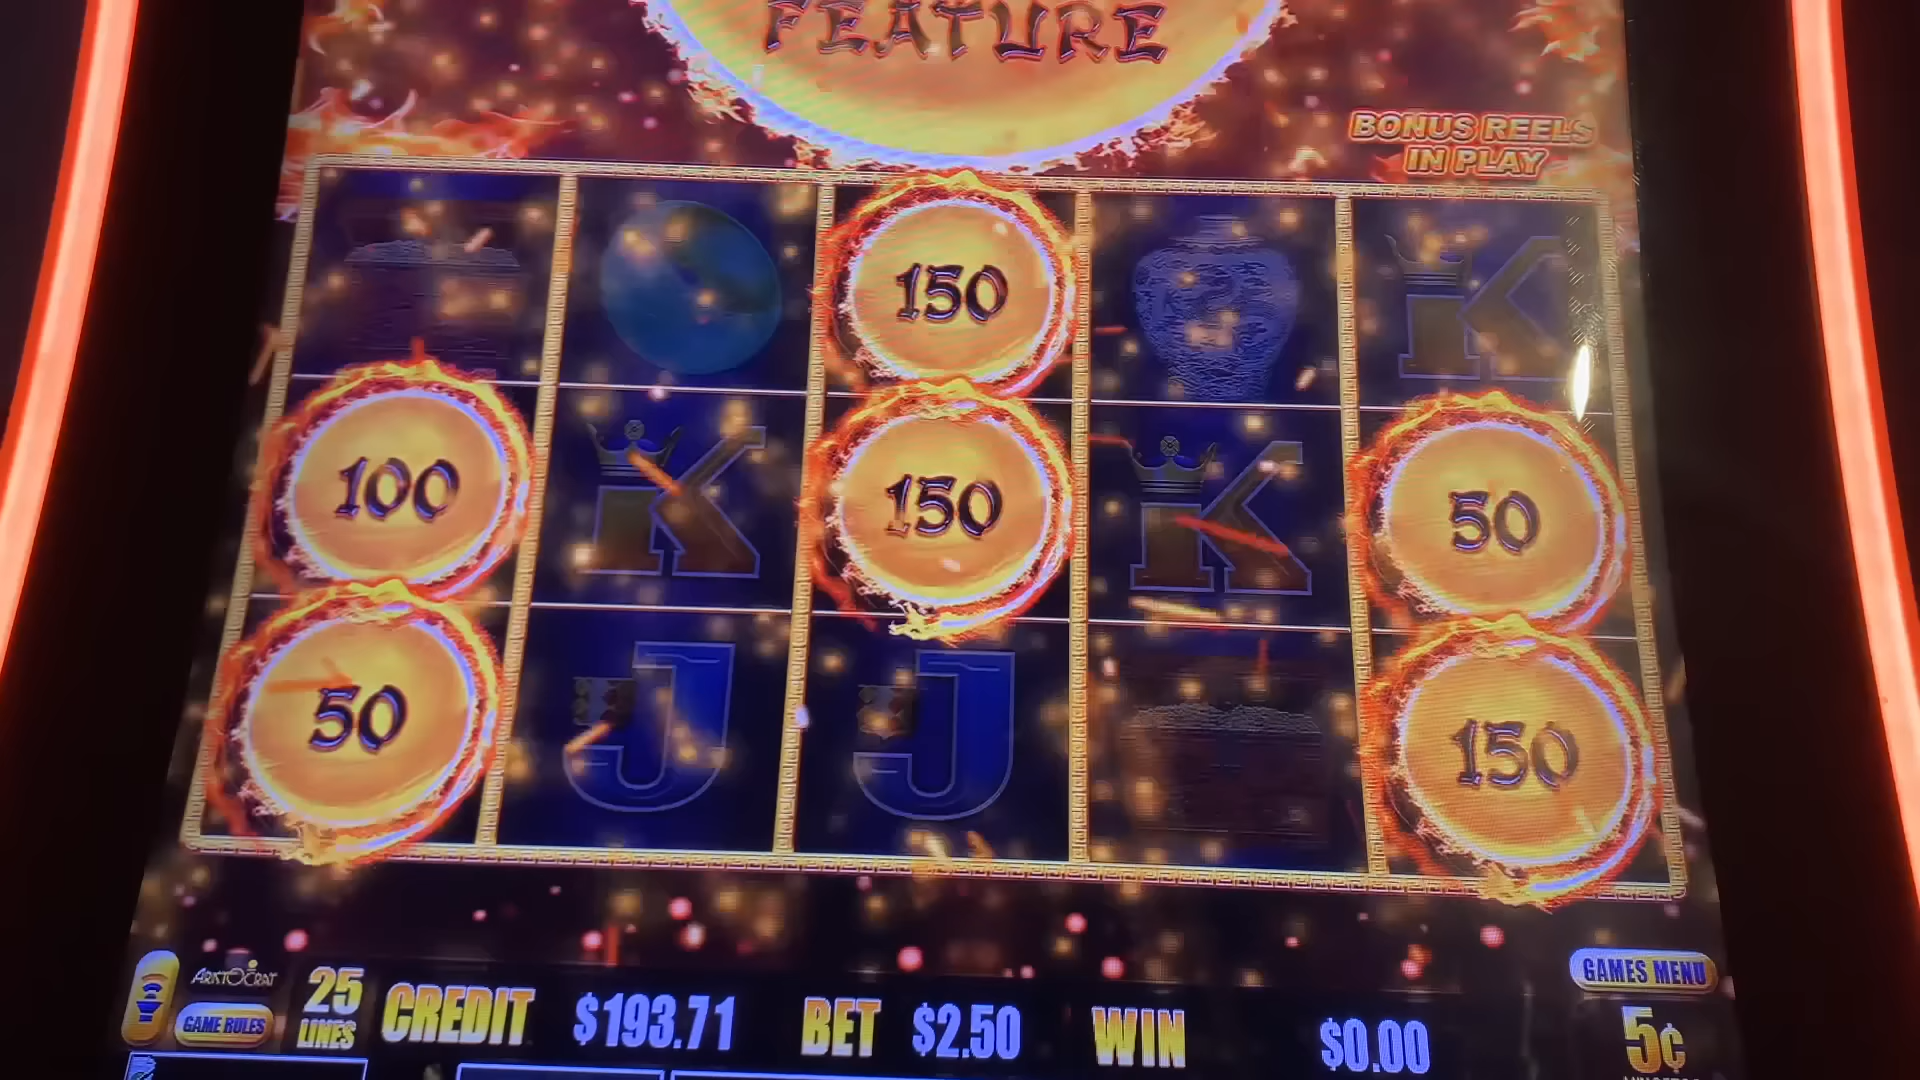 FEATURE
BONUS REELS
IN PLAY
150
K
100
K
150
K
50
50
J
J
150
GAMES MENU
ARISTOCRAT
GAME RULES
25
LINES
CREDIT $193.71
BET $2.50
WIN $0.00
5¢